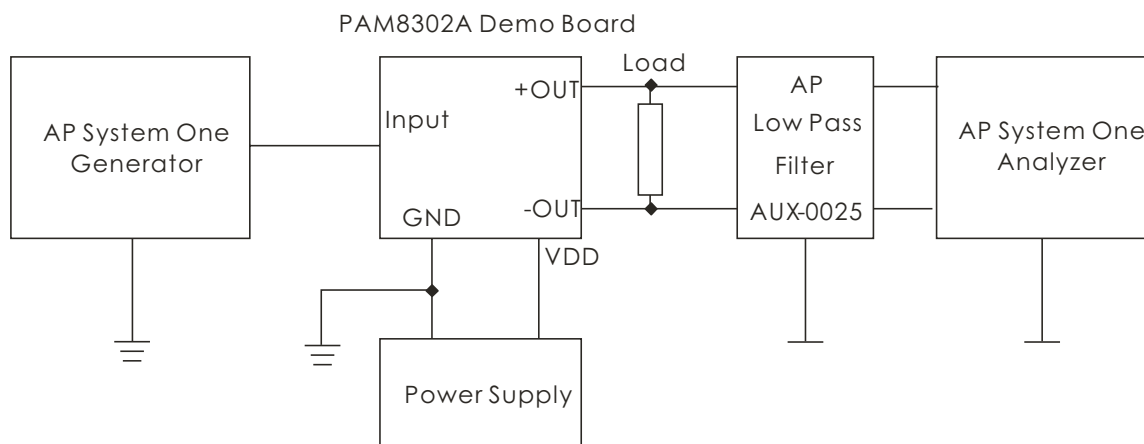 PAM8302A Demo Board
AP System One
Generator
Input
+OUT
-OUT
GND
VDD
Load
AP
Low Pass
Filter
AUX-0025
AP System One
Analyzer
Power Supply